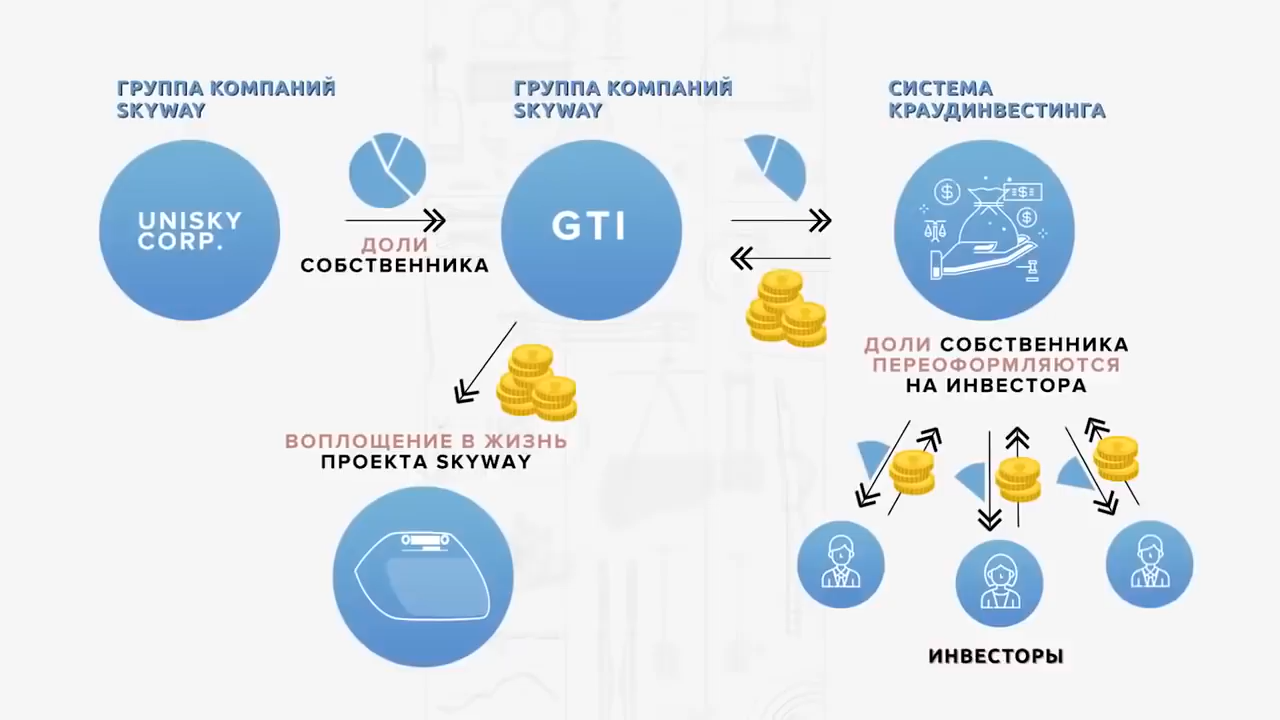 ГРУППА КОМПАНИЙ
SKYWAY
UNISKY
CORP.
ДОЛИ
СОБСТВЕННИКА
ГРУППА КОМПАНИЙ
SKYWAY
GTI
СИСТЕМА
КРАУДИНВЕСТИНГА
ДОЛИ СОБСТВЕННИКА
ПЕРЕОФОРМЛЯЮТСЯ
НА ИНВЕСТОРА
ВОПЛОЩЕНИЕ В ЖИЗНЬ
ПРОЕКТА SKYWAY
ИНВЕСТОРЫ